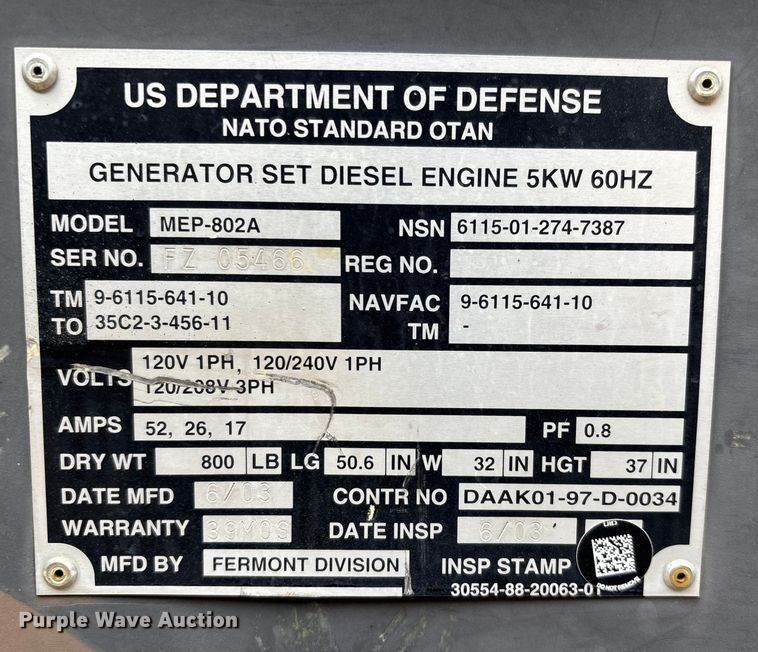 US DEPARTMENT OF DEFENSE
NATO STANDARD OTAN
GENERATOR SET DIESEL ENGINE 5KW 60HZ
MODEL MEP-802A NSN 6115-01-274-7387
SER NO. FZ 05466 REG NO.
TM 9-6115-641-10 NAVFAC 9-6115-641-10
TO 35C2-3-456-11 TM -
VOLTS 120V 1PH, 120/240V 1PH
120/208V 3PH
AMPS 52, 26, 17 PF 0.8
DRY WT 800 LB LG 50.6 IN W 32 IN HGT 37 IN
DATE MFD 6/03 CONTR NO DAAK01-97-D-0034
WARRANTY 39MOS DATE INSP 6/03
UID
DO NOT REMOVE
MFD BY FERMONT DIVISION INSP STAMP
30554-88-20063-01
Purple Wave Auction